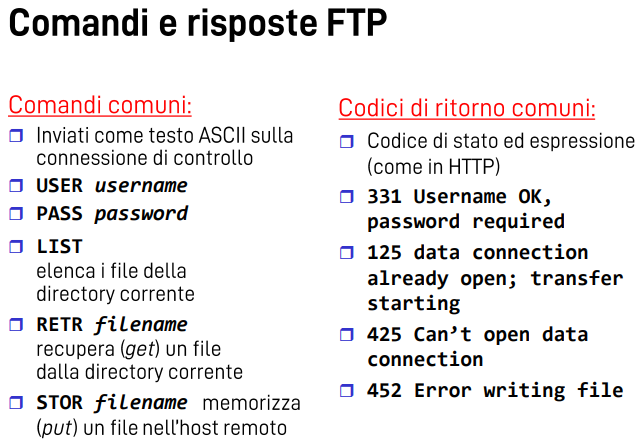 Comandi e risposte FTP
Comandi comuni:
Inviati come testo ASCII sulla
connessione di controllo
USER username
PASS password
LIST
elenca i file della
directory corrente
RETR filename
recupera (get) un file
dalla directory corrente
STOR filename memorizza
(put) un file nell'host remoto
Codici di ritorno comuni:
Codice di stato ed espressione
(come in HTTP)
331 Username OK,
password required
125 data connection
already open; transfer
starting
425 Can’t open data
connection
452 Error writing file